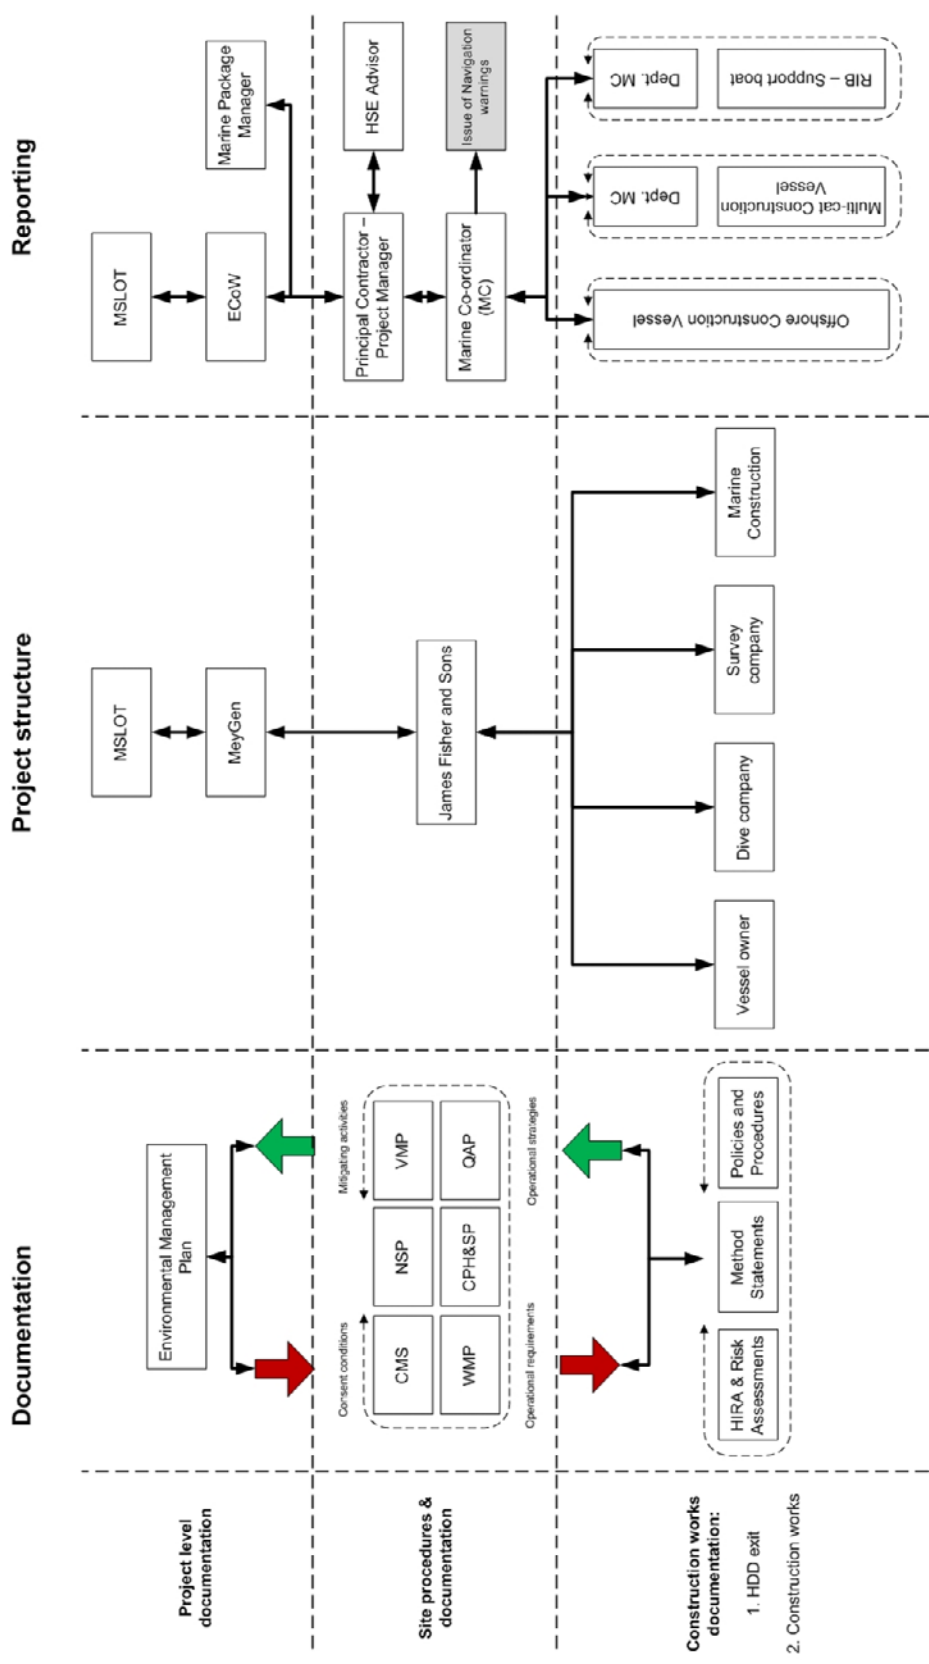 Documentation
Project structure
Reporting
Project level
documentation
Environmental Management
Plan
MSLOT
MeyGen
MSLOT
ECoW
Marine Package
Manager
Site procedures &
documentation
Consent conditions
Mitigating activities
CMS
NSP
VMP
WMP
CPH&SP
QAP
Operational requirements
Operational strategies
James Fisher and Sons
Principal Contractor –
Project Manager
HSE Advisor
Marine Co-ordinator
(MC)
Issue of Navigation
warnings
Construction works
documentation:
1. HDD exit
2. Construction works
HIRA & Risk
Assessments
Method
Statements
Policies and
Procedures
Vessel owner
Dive company
Survey
company
Marine
Construction
Offshore Construction Vessel
Dept. MC
Multi-cat Construction
Vessel
Dept. MC
RIB – Support boat